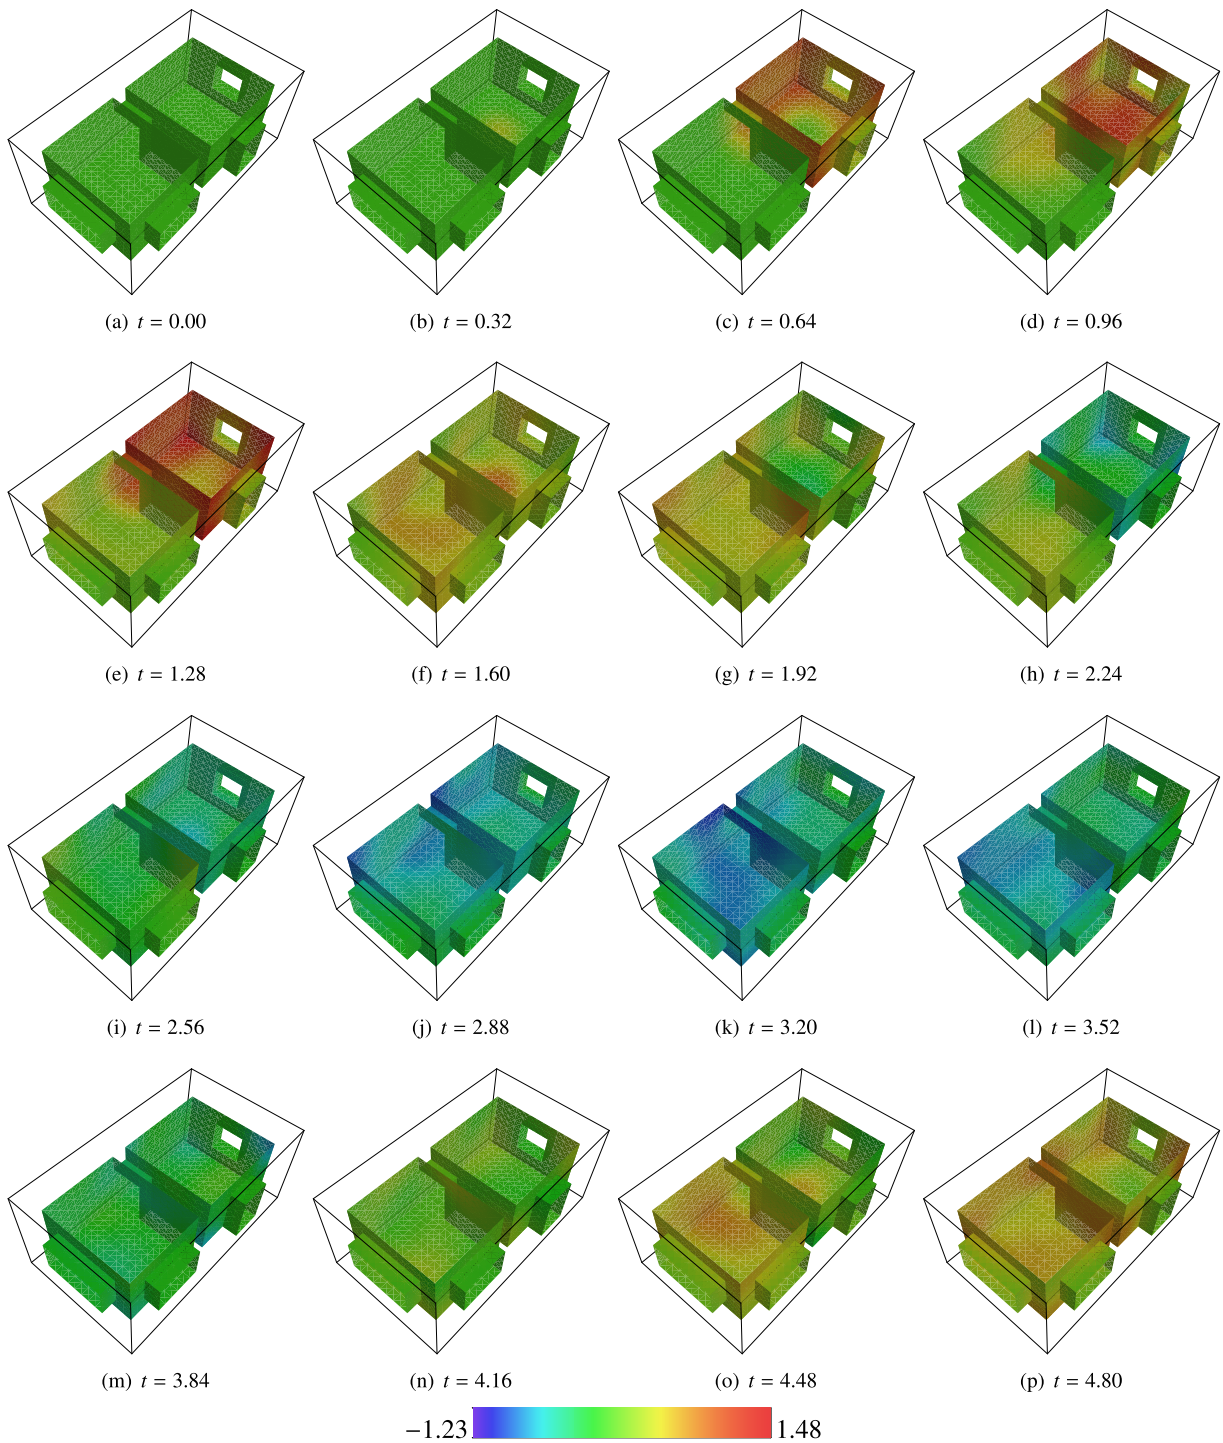 (a) t = 0.00
(b) t = 0.32
(c) t = 0.64
(d) t = 0.96
(e) t = 1.28
(f) t = 1.60
(g) t = 1.92
(h) t = 2.24
(i) t = 2.56
(j) t = 2.88
(k) t = 3.20
(l) t = 3.52
(m) t = 3.84
(n) t = 4.16
(o) t = 4.48
(p) t = 4.80
−1.23 1.48